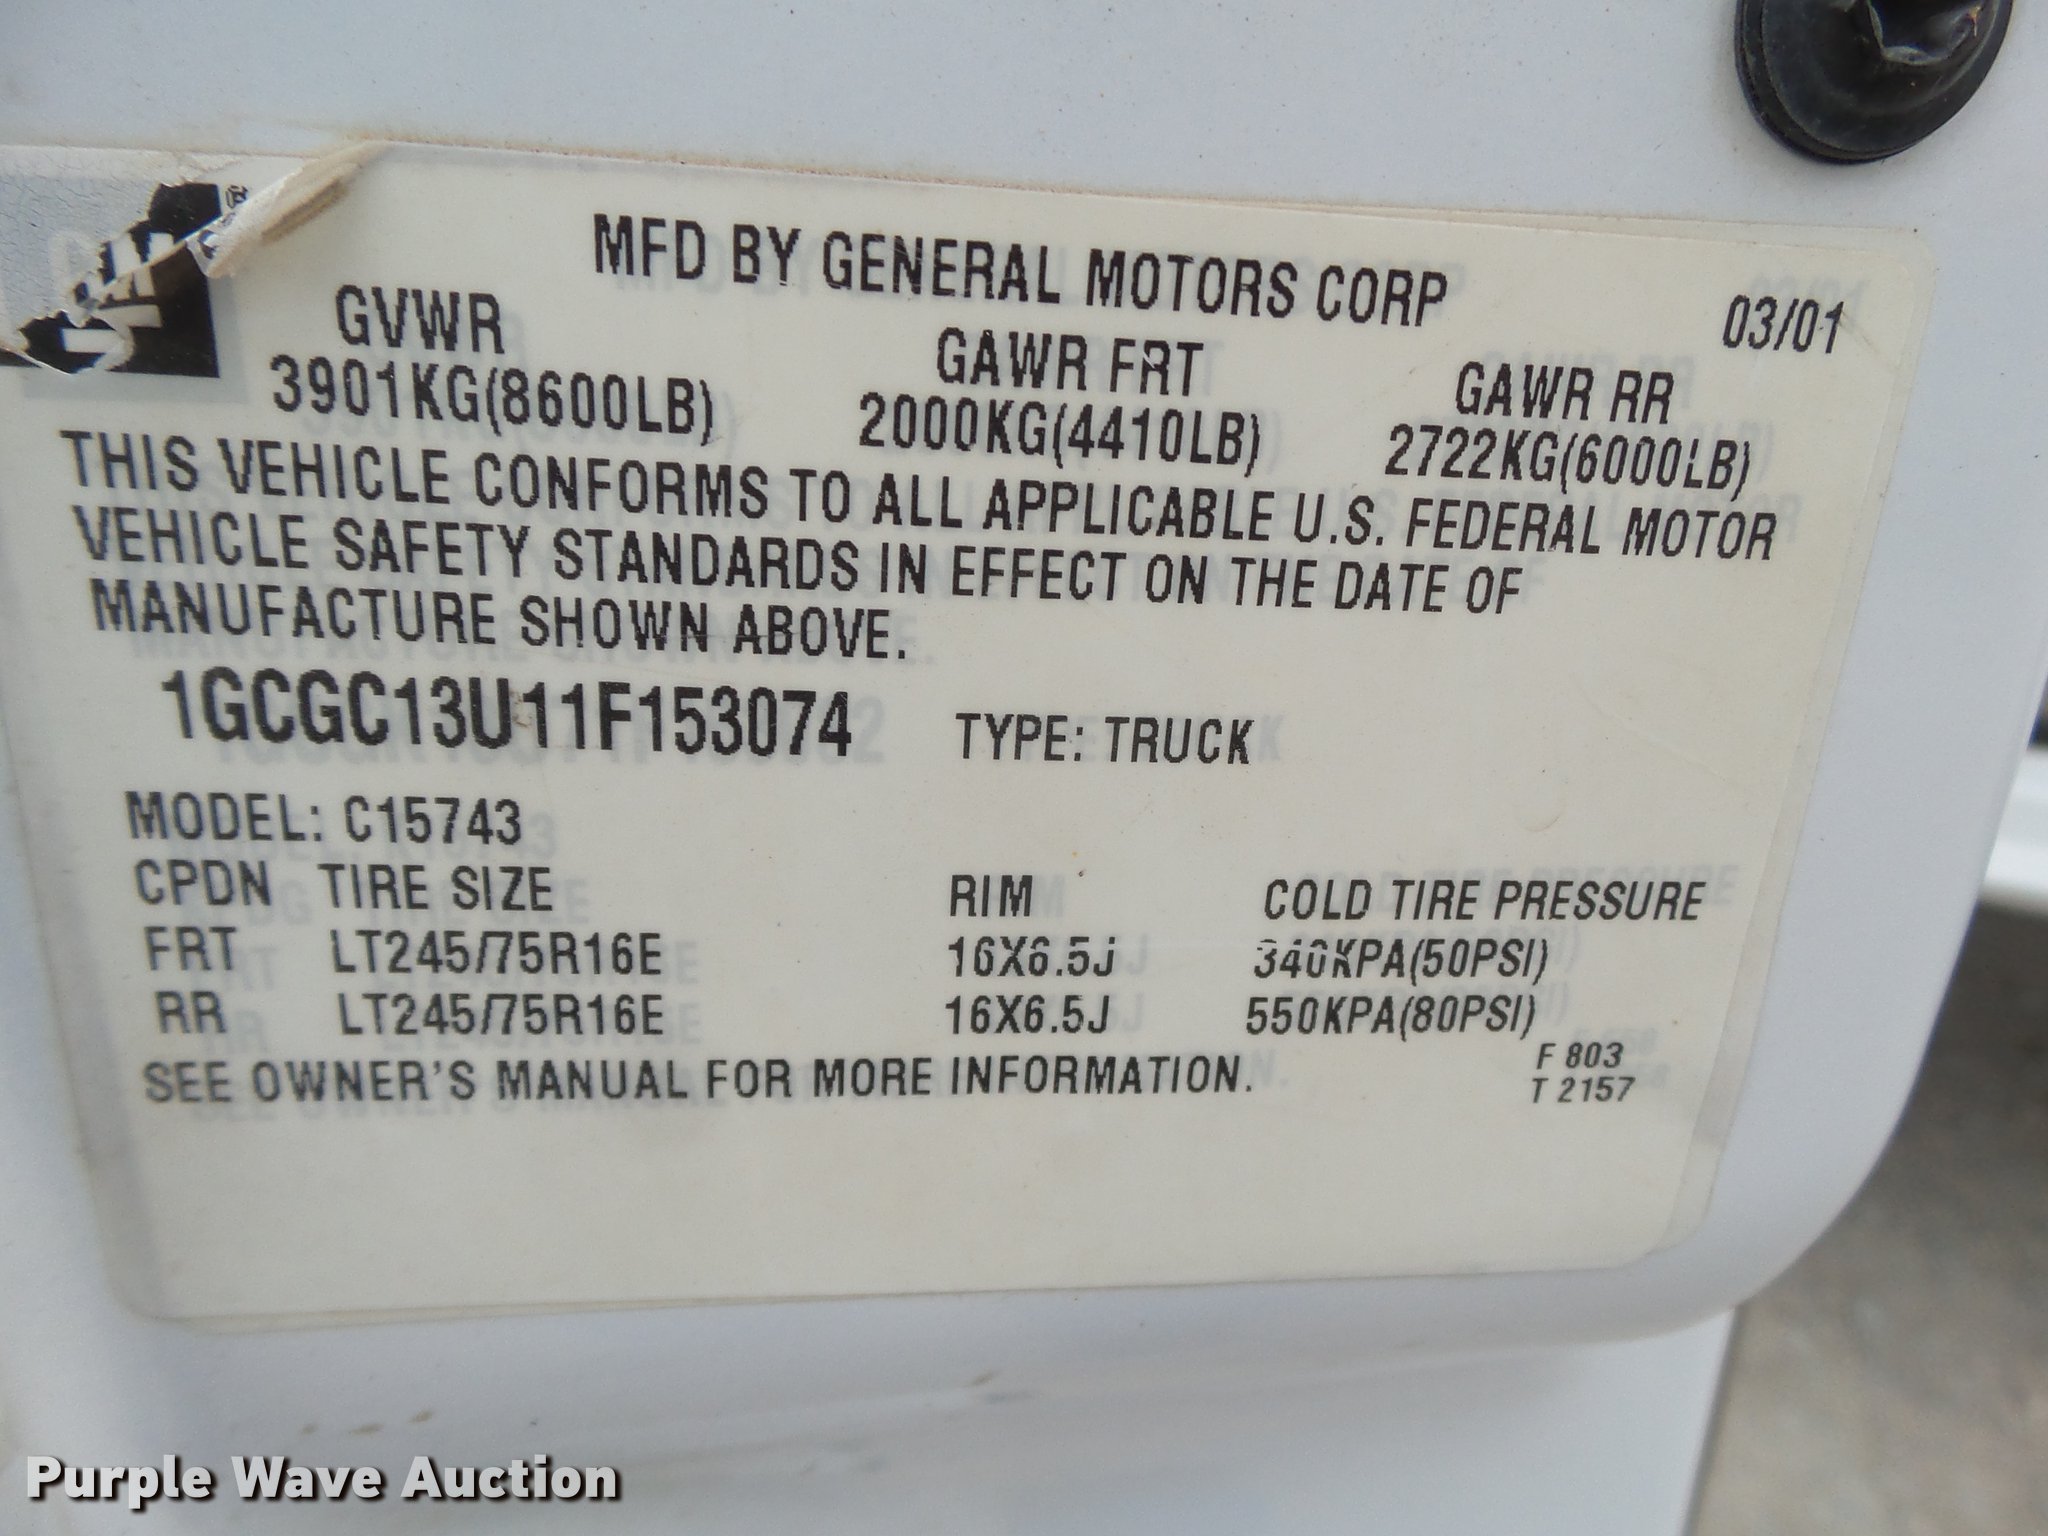 GM
MFD BY GENERAL MOTORS CORP 03/01
GVWR GAWR FRT GAWR RR
3901KG(8600LB) 2000KG(4410LB) 2722KG(6000LB)
THIS VEHICLE CONFORMS TO ALL APPLICABLE U.S. FEDERAL MOTOR
VEHICLE SAFETY STANDARDS IN EFFECT ON THE DATE OF
MANUFACTURE SHOWN ABOVE.
1GCGC13U11F153074 TYPE: TRUCK
MODEL: C15743
CPDN TIRE SIZE RIM COLD TIRE PRESSURE
FRT LT245/75R16E 16X6.5J 340KPA(50PSI)
RR LT245/75R16E 16X6.5J 550KPA(80PSI)
SEE OWNER'S MANUAL FOR MORE INFORMATION.
F 803
T 2157
Purple Wave Auction